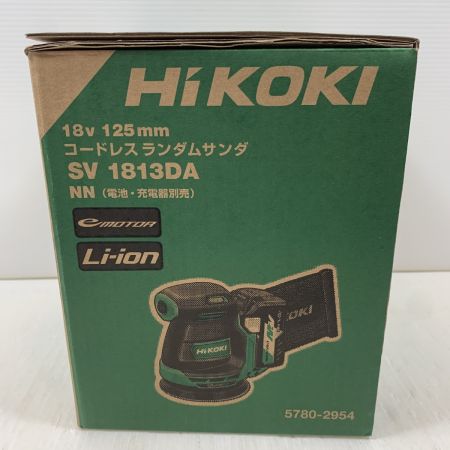 HiKOKI
18v 125mm
コードレス ランダムサンダ
SV 1813DA
NN (電池・充電器別売)
e MOTOR
Li-ion
HiKOKI
HiKOKI
5780-2954